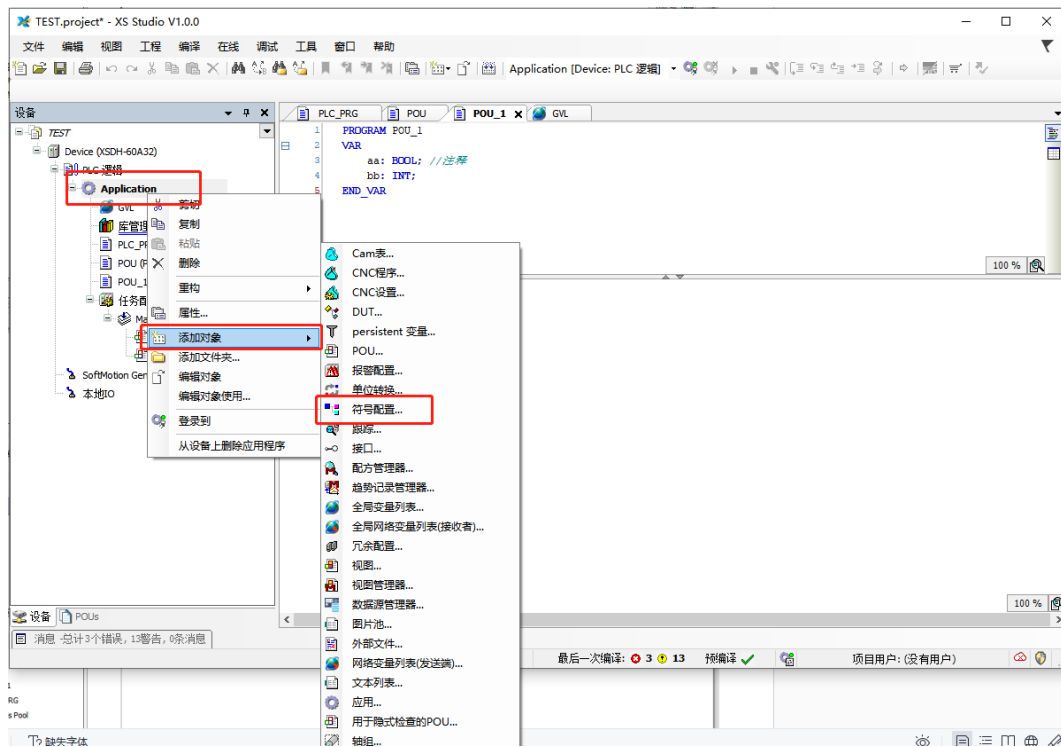 TEST.project* - XS Studio V1.0.0
文件 编辑 视图 工程 编译 在线 调试 工具 窗口 帮助
Application [Device: PLC 逻辑]
设备
PLC_PRG POU POU_1 GVL
TEST
Device (XSDH-60A32)
PLC 逻辑
Application
GVL
库管理
PLC_PR
POU (P
POU_1
任务配
Ma
SoftMotion Gen
本地IO
1 PROGRAM POU_1
2 VAR
3 aa: BOOL; //注释
4 bb: INT;
5 END_VAR
100 %
剪切
复制
粘贴
删除
重构
属性...
添加对象
添加文件夹...
编辑对象
编辑对象使用...
登录到
从设备上删除应用程序
Cam表...
CNC程序...
CNC设置...
DUT...
persistent 变量...
POU...
报警配置...
单位转换...
符号配置...
跟踪...
接口...
配方管理器...
趋势记录管理器...
全局变量列表...
全局网络变量列表(接收者)...
冗余配置...
视图...
视图管理器...
数据源管理器...
图片池...
外部文件...
网络变量列表(发送端)...
文本列表...
应用...
用于隐式检查的POU...
轴组...
100 %
设备 POUs
消息 -总计3个错误, 13警告, 0条消息
最后一次编译: 3 13 预编译 项目用户: (没有用户)
RG
s Pool
缺失字体